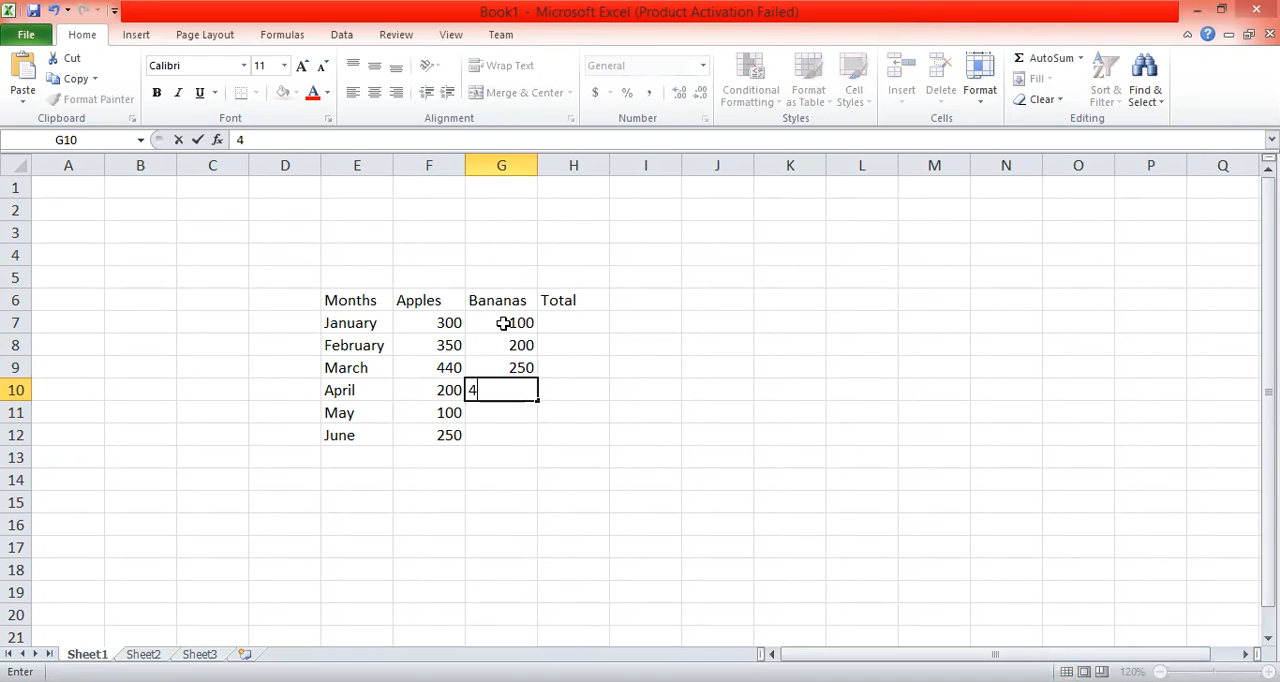 Book1 - Microsoft Excel (Product Activation Failed)
File Home Insert Page Layout Formulas Data Review View Team
Paste
Cut
Copy
Format Painter
Clipboard
Calibri 11
B I U
Font
Wrap Text
Merge & Center
Alignment
General
$ % ,
Number
Conditional Formatting
Format as Table
Cell Styles
Styles
Insert
Delete
Format
Cells
Σ AutoSum
Fill
Clear
Sort & Filter
Find & Select
Editing
G10 fx 4
A B C D E F G H I J K L M N O P Q
1
2
3
4
5
6 Months Apples Bananas Total
7 January 300 100
8 February 350 200
9 March 440 250
10 April 200 4
11 May 100
12 June 250
13
14
15
16
17
18
19
20
21
Sheet1 Sheet2 Sheet3
Enter 120%